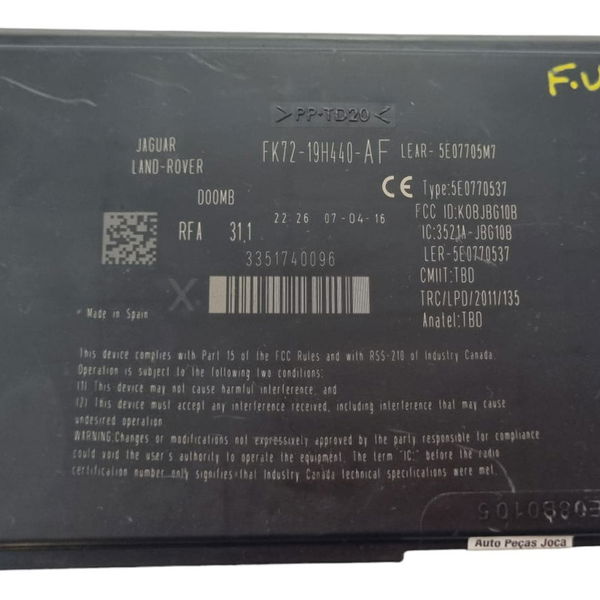 F.U
>PP-TD20<
JAGUAR
LAND-ROVER
FK72-19H440-AF
LEAR- 5E07705M7
DOOMB
CE
Type:5E0770537
22:26 07-04-16
FCC ID:KOBJBG10B
RFA 31.1
IC:3521A-JBG10B
3351740096
LER-5E0770537
CMIIT:TBD
X
TRC/LPD/2011/135
* Made in Spain
Anatel:TBD
This device complies with Part 15 of the FCC Rules and with RSS-210 of Industry Canada.
Operation is subject to the following two conditions:
(1) This device may not cause harmful interference, and
(2) This device must accept any interference received, including interference that may cause
undesired operation
WARNING:Changes or modifications not expressively approved by the party responsible for compliance
could void the user's authority to operate the equipment. The term "IC:" before the radio
certification number only signifies that Industry Canada technical specifications were met.
Auto Peças Joca